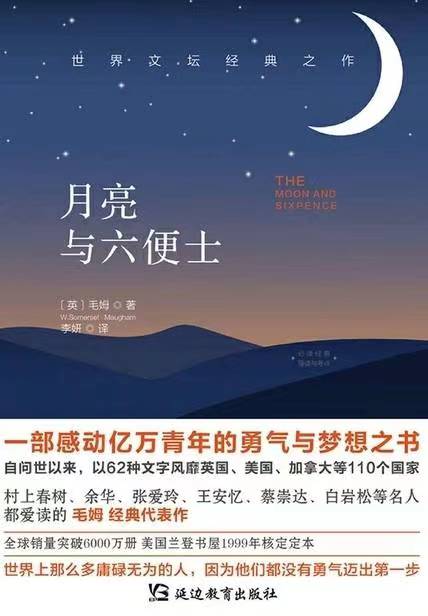 世界文坛经典之作
THE
MOON AND
SIXPENCE
月亮
与六便士
[英]毛姆 ◎ 著
W.Somerset · Maugham
李妍 ◎ 译
必读经典
一部感动亿万青年的勇气与梦想之书
自问世以来，以62种文字风靡英国、美国、加拿大等110个国家
村上春树、余华、张爱玲、王安忆、蔡崇达、白岩松等名人
都爱读的 毛姆 经典代表作
全球销量突破6000万册 美国兰登书屋1999年核定定本
世界上那么多庸碌无为的人，因为他们都没有勇气迈出第一步
YB 延边教育出版社